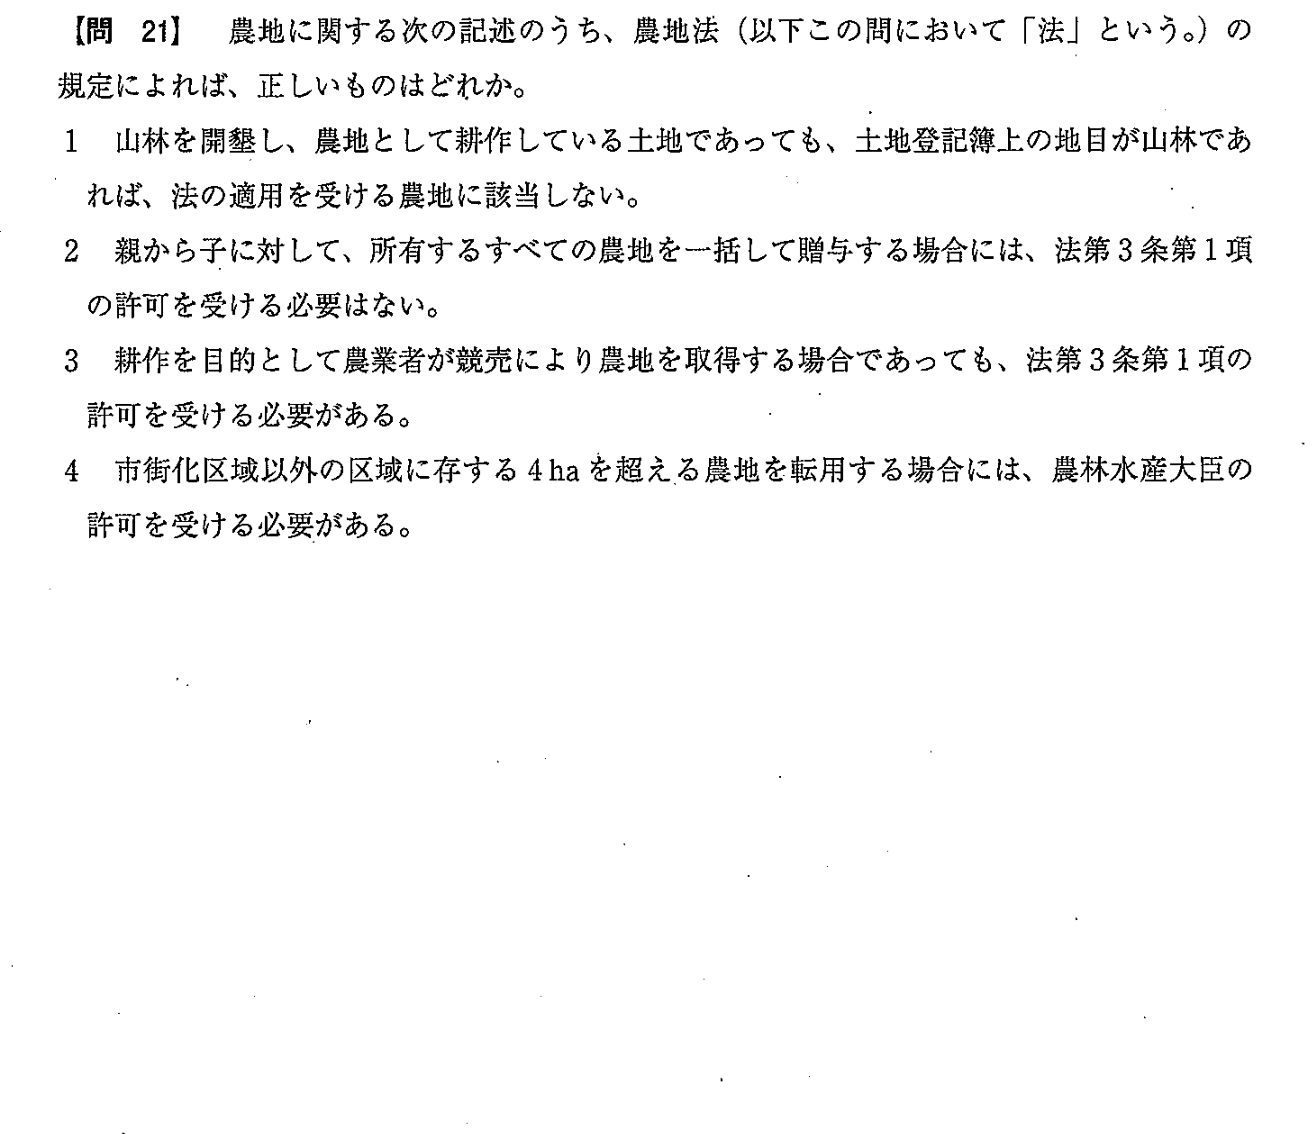 【問　21】　農地に関する次の記述のうち、農地法（以下この問において「法」という。）の
規定によれば、正しいものはどれか。
1　山林を開墾し、農地として耕作している土地であっても、土地登記簿上の地目が山林であ
れば、法の適用を受ける農地に該当しない。
2　親から子に対して、所有するすべての農地を一括して贈与する場合には、法第3条第1項
の許可を受ける必要はない。
3　耕作を目的として農業者が競売により農地を取得する場合であっても、法第3条第1項の
許可を受ける必要がある。
4　市街化区域以外の区域に存する4haを超える農地を転用する場合には、農林水産大臣の
許可を受ける必要がある。